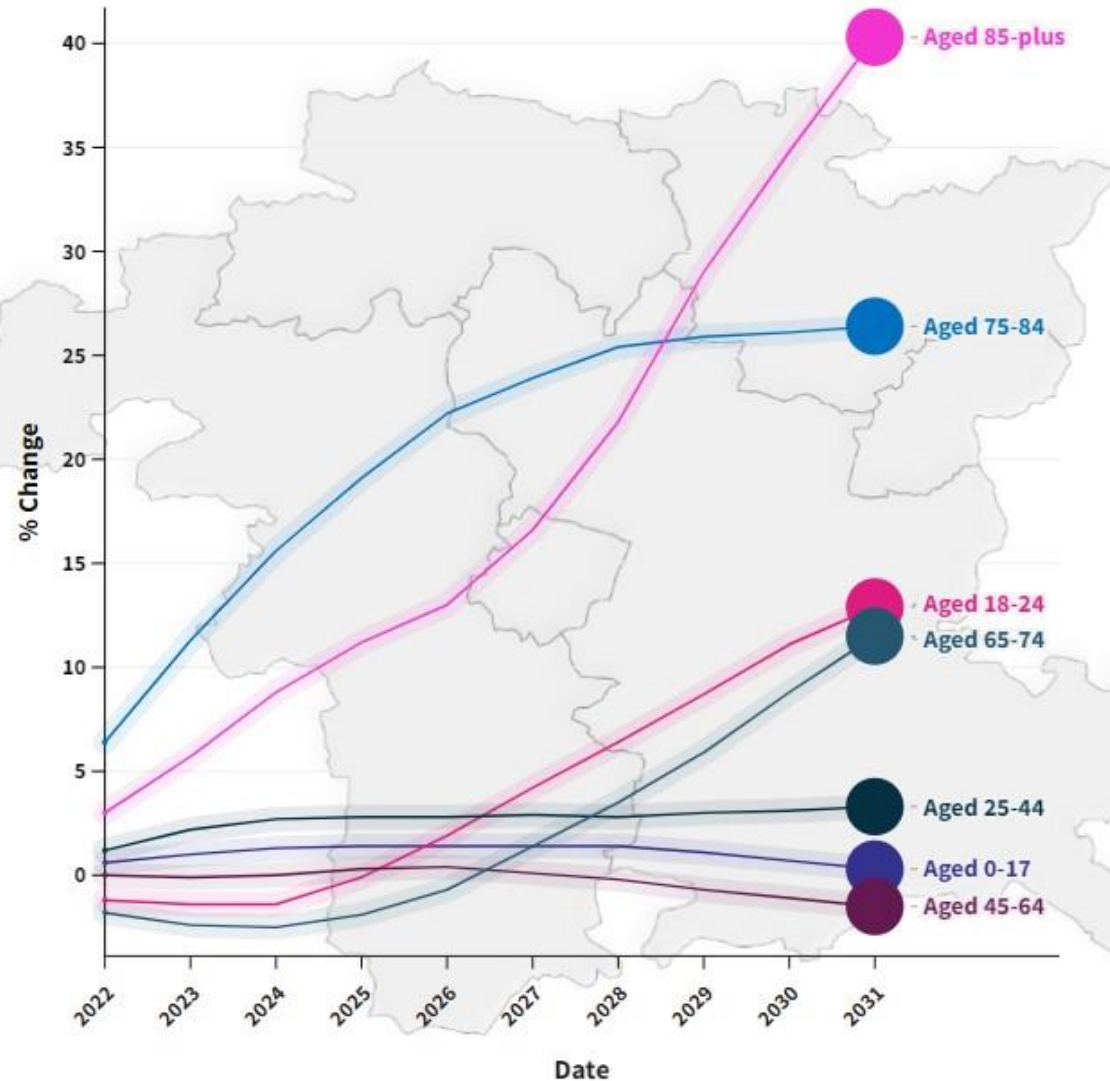 40
35
30
25
20
15
10
5
0
% Change
Aged 85-plus
Aged 75-84
Aged 18-24
Aged 65-74
Aged 25-44
Aged 0-17
Aged 45-64
2022
2023
2024
2025
2026
2027
2028
2029
2030
2031
Date